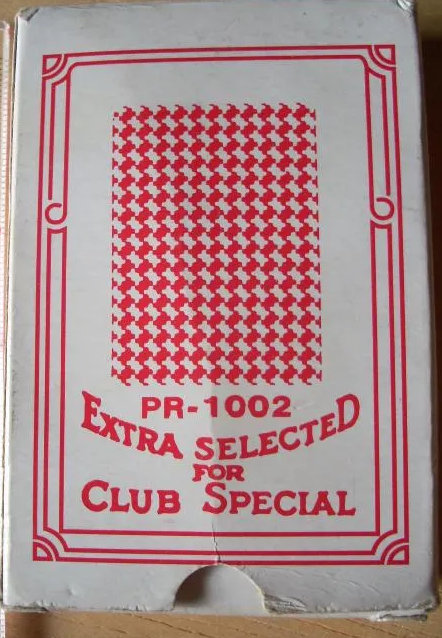 PR-1002
EXTRA SELECTED
FOR
CLUB SPECIAL